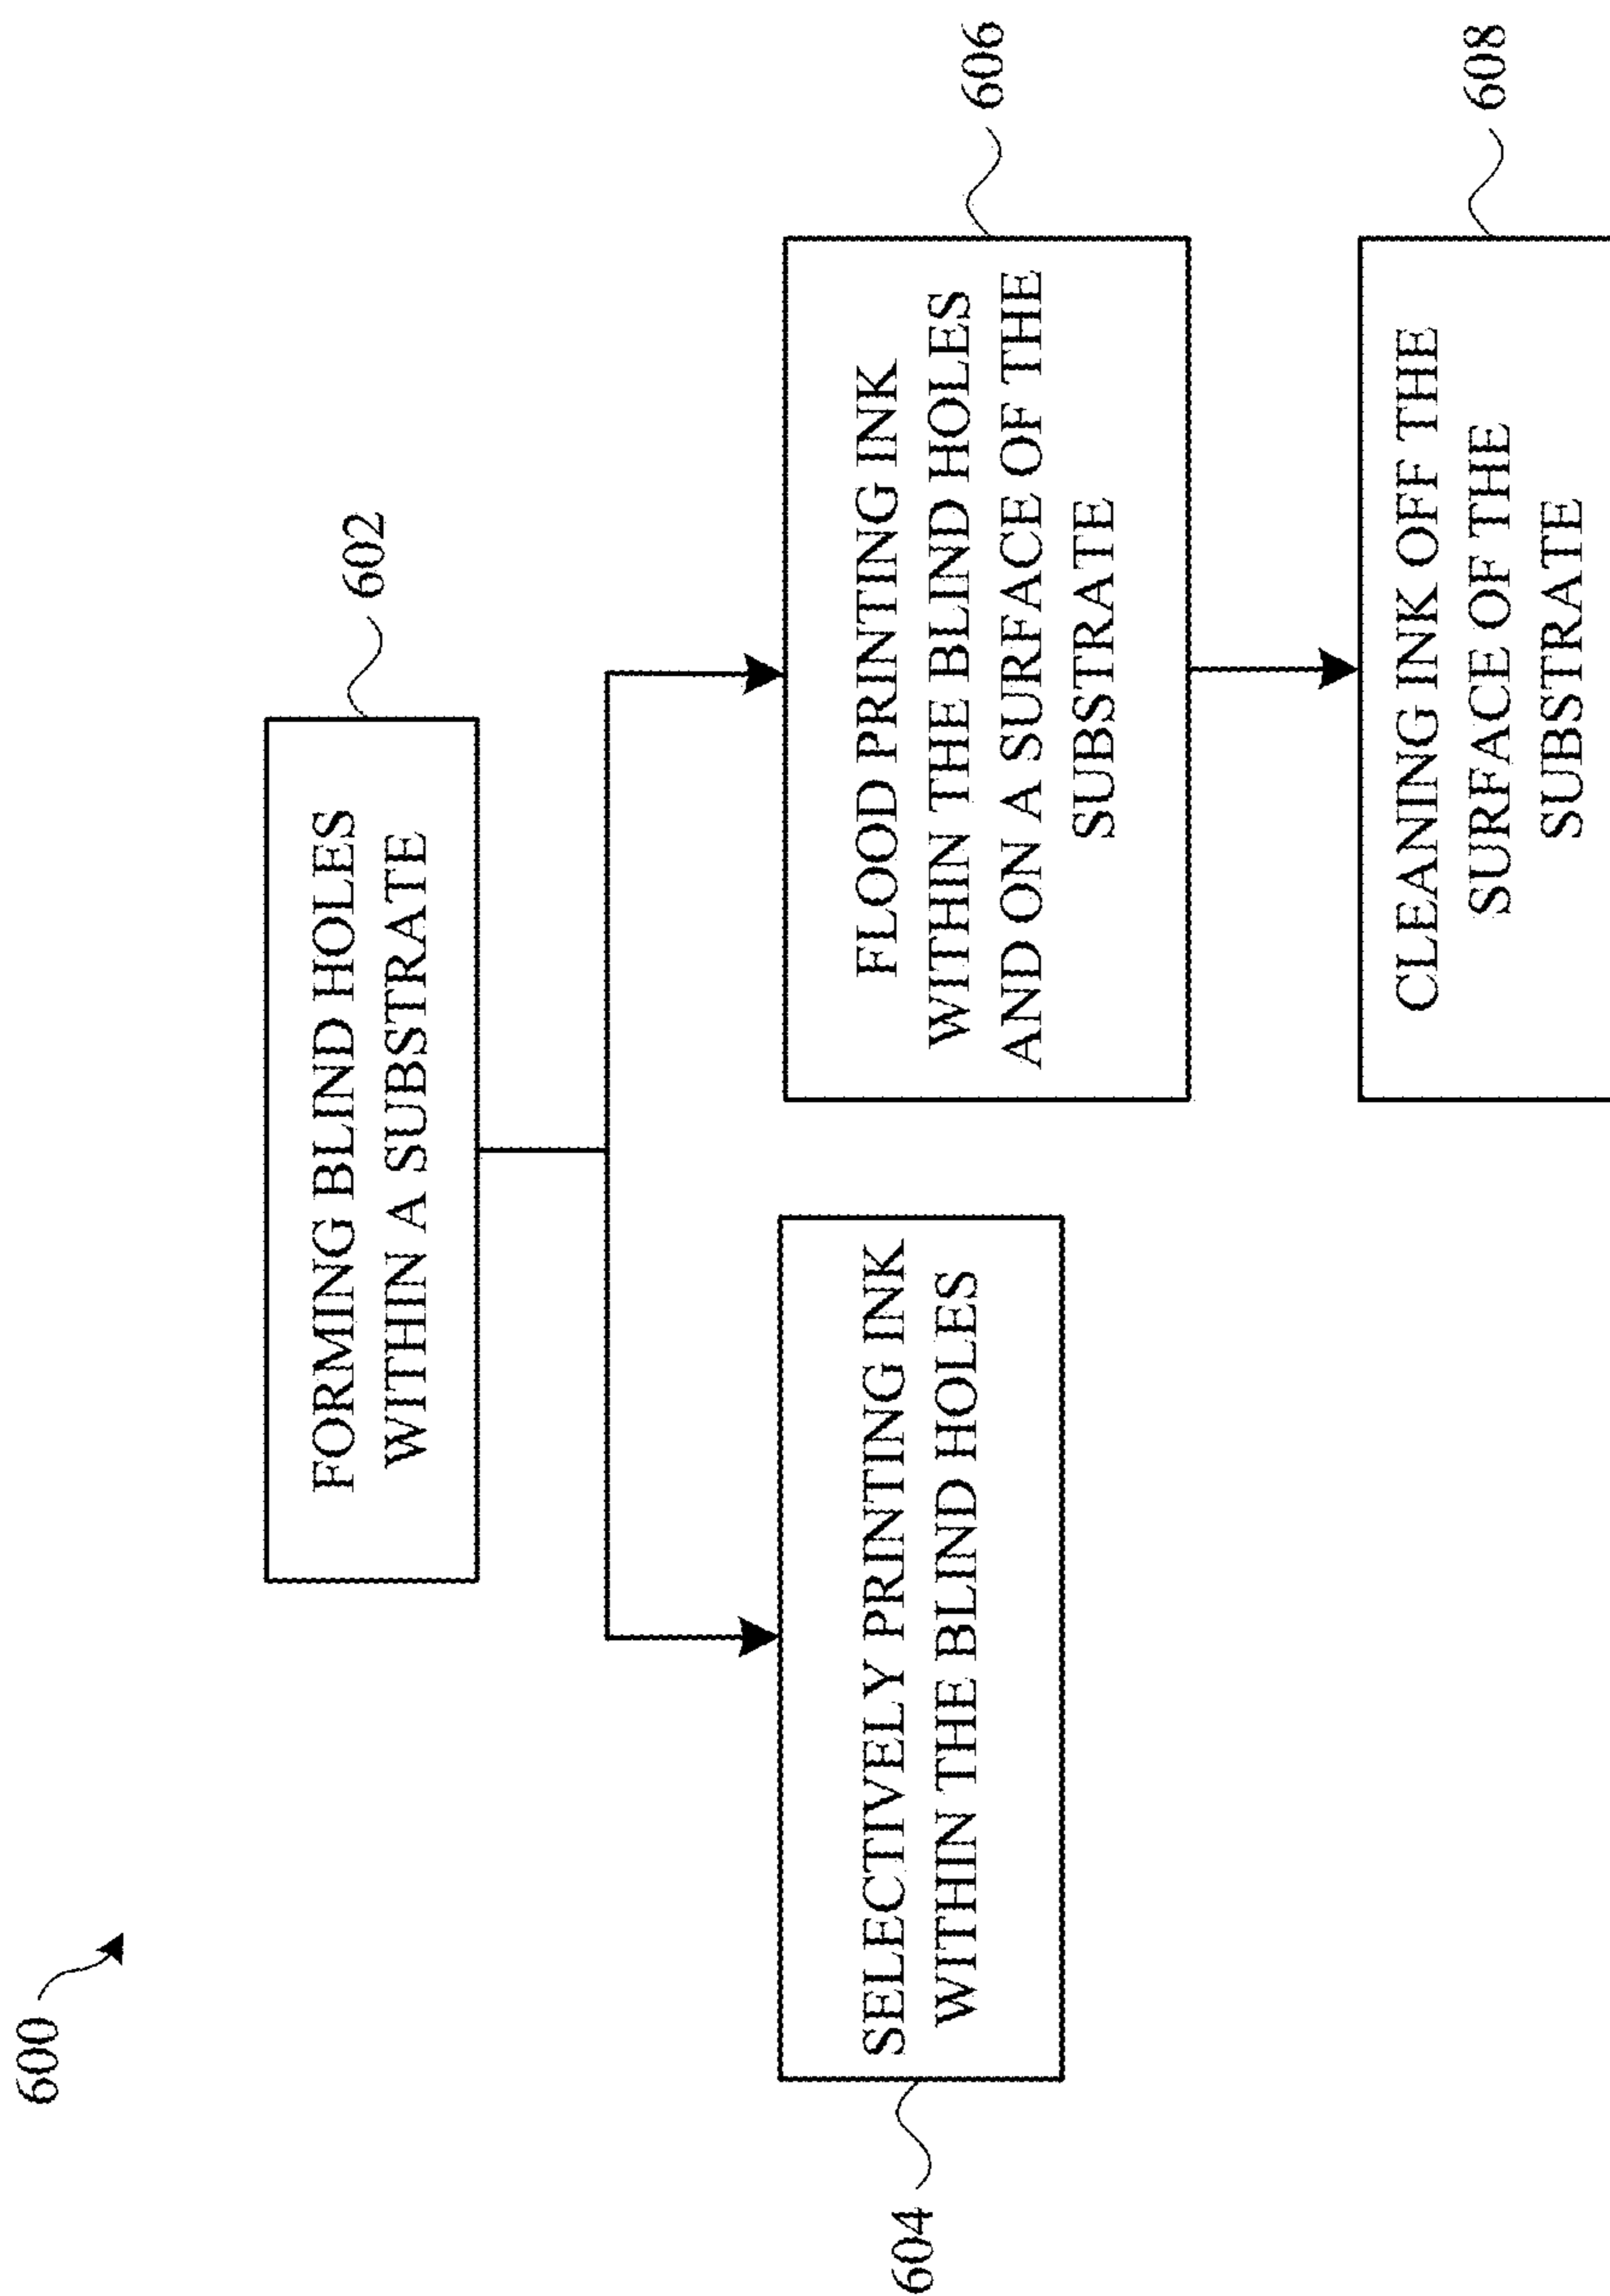 600
602
FORMING BLIND HOLES
WITHIN A SUBSTRATE
604
SELECTIVELY PRINTING INK
WITHIN THE BLIND HOLES
606
FLOOD PRINTING INK
WITHIN THE BLIND HOLES
AND ON A SURFACE OF THE
SUBSTRATE
608
CLEANING INK OFF THE
SURFACE OF THE
SUBSTRATE